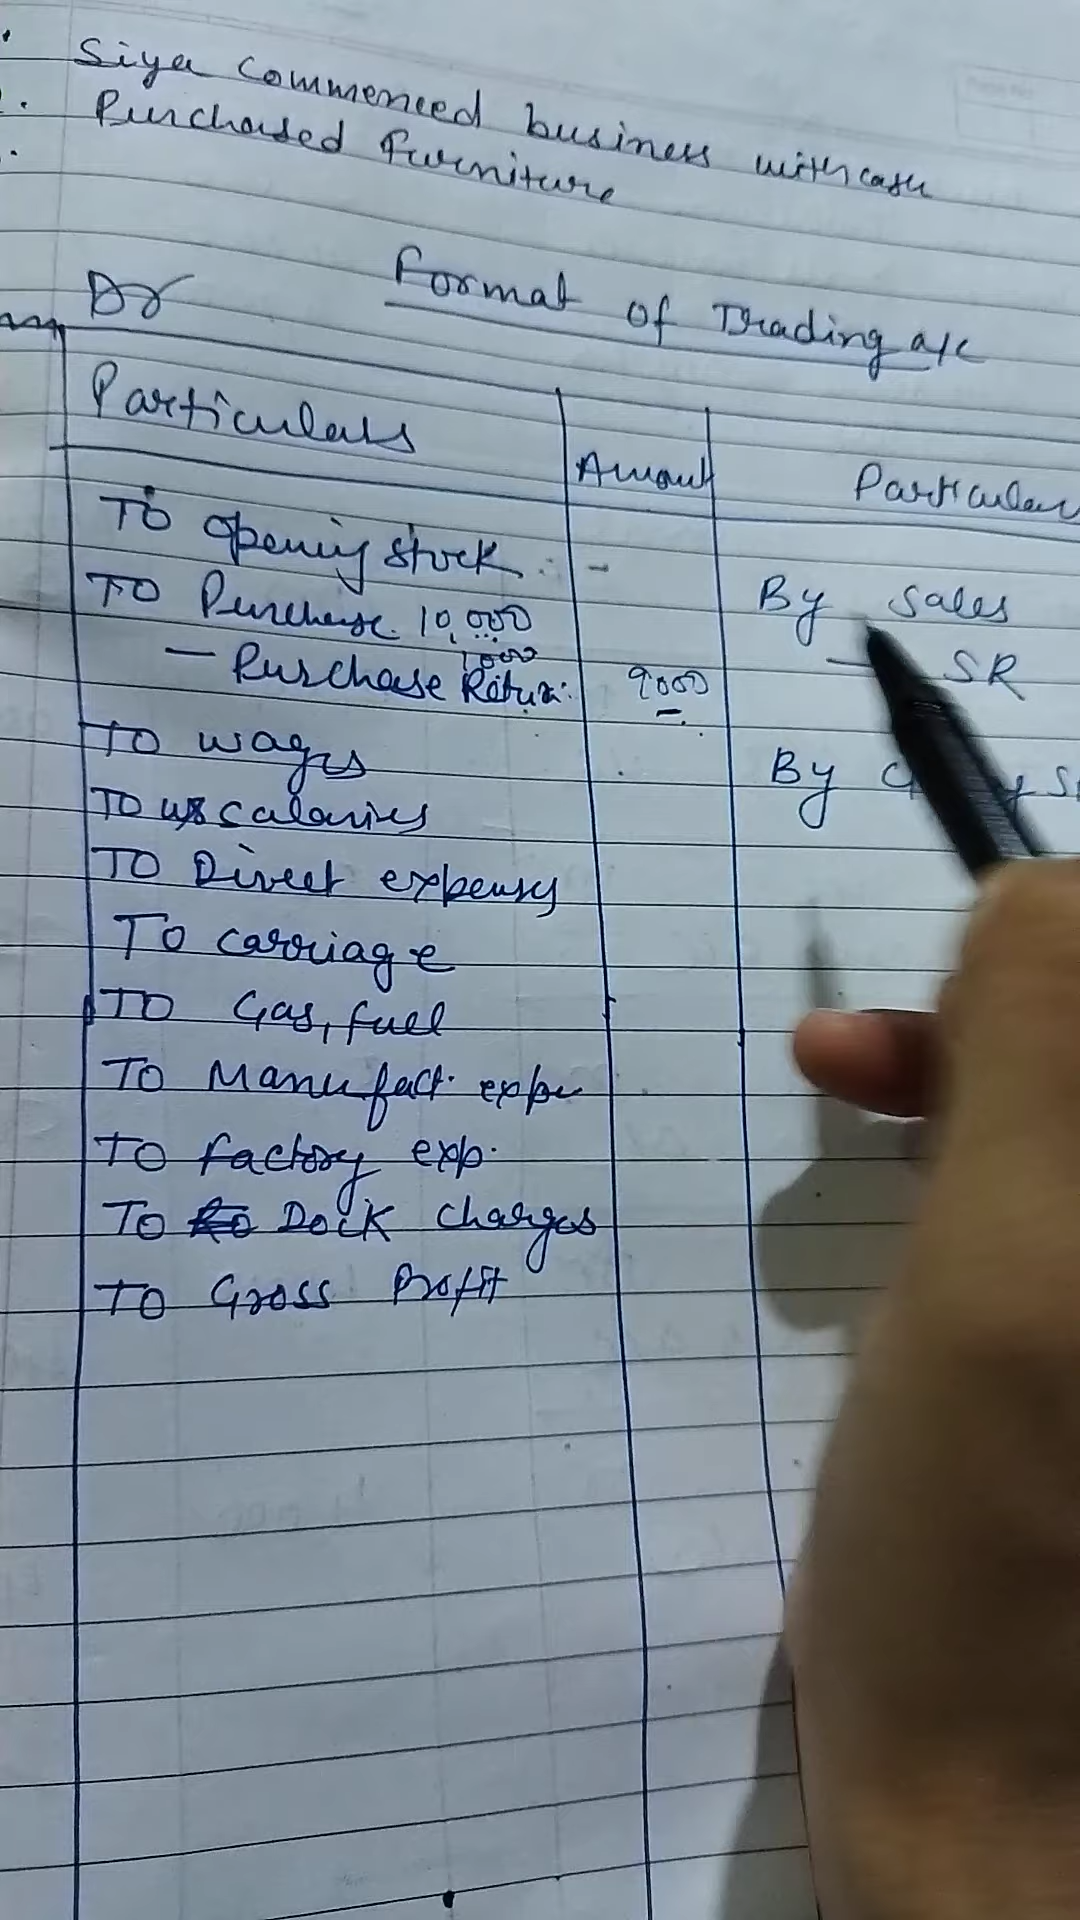 Siya commenced business with cash
Purchased furniture
Format of Trading a/c
Dr
Particulars
Amount
Particular
To opening stock -
To Purchase 10,000
1000
- Purchase Return: 9000
To wages
To scalaries
To Direct expenses
To carriage
To Gas, fuel
To Manufact. expe
To factory exp.
To Dock charges
To Gross Profit
By Sales
- SR
By